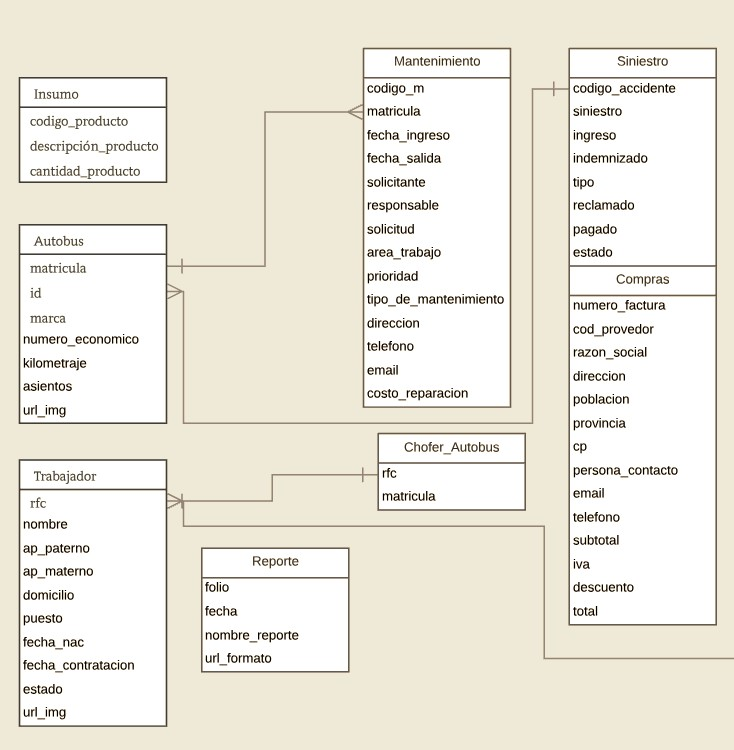 Insumo
codigo_producto
descripción_producto
cantidad_producto
Autobus
matricula
id
marca
numero_economico
kilometraje
asientos
url_img
Trabajador
rfc
nombre
ap_paterno
ap_materno
domicilio
puesto
fecha_nac
fecha_contratacion
estado
url_img
Mantenimiento
codigo_m
matricula
fecha_ingreso
fecha_salida
solicitante
responsable
solicitud
area_trabajo
prioridad
tipo_de_mantenimiento
direccion
telefono
email
costo_reparacion
Chofer_Autobus
rfc
matricula
Reporte
folio
fecha
nombre_reporte
url_formato
Siniestro
codigo_accidente
siniestro
ingreso
indemnizado
tipo
reclamado
pagado
estado
Compras
numero_factura
cod_provedor
razon_social
direccion
poblacion
provincia
cp
persona_contacto
email
telefono
subtotal
iva
descuento
total